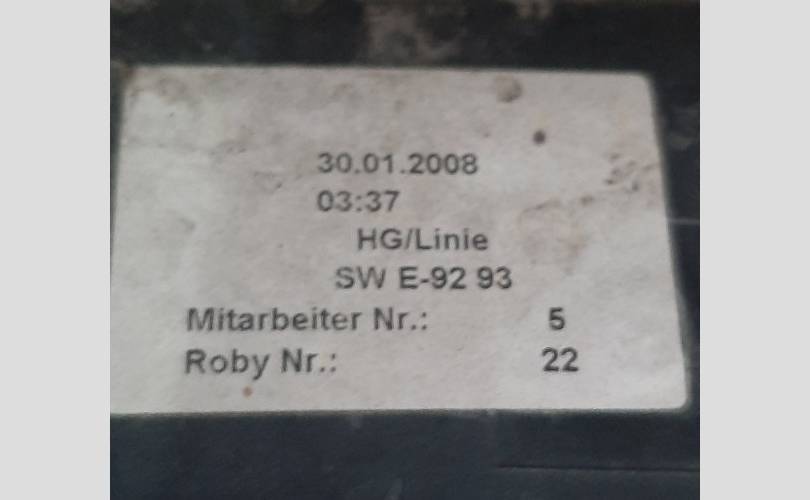 30.01.2008
03:37
HG/Linie
SW E-92 93
Mitarbeiter Nr.: 5
Roby Nr.: 22